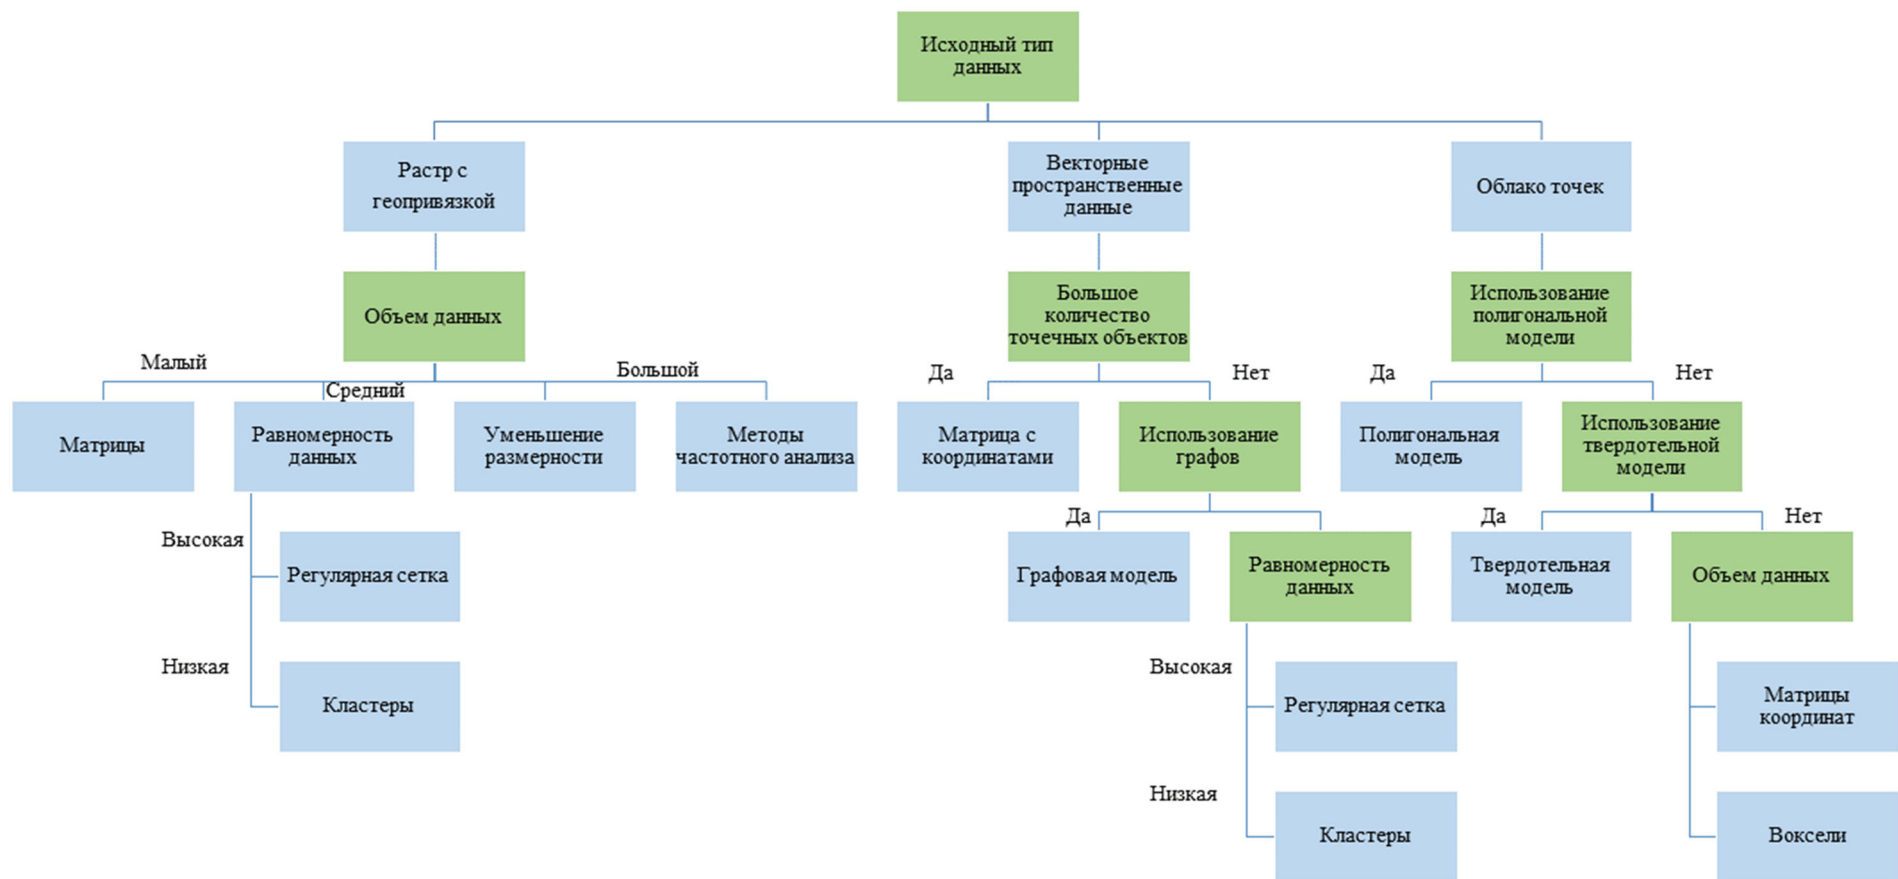 Исходный тип
данных
Растр с
геопривязкой
Векторные
пространственные
данные
Облако точек
Объем данных
Большое
количество
точечных объектов
Использование
полигональной
модели
Малый
Средний
Большой
Да
Нет
Да
Нет
Матрицы
Равномерность
данных
Уменьшение
размерности
Методы
частотного анализа
Матрица с
координатами
Использование
графов
Полигональная
модель
Использование
твердотельной
модели
Высокая
Да
Да
Нет
Регулярная сетка
Графовая модель
Равномерность
данных
Твердотельная
модель
Объем данных
Низкая
Кластеры
Высокая
Регулярная сетка
Матрицы
координат
Низкая
Кластеры
Воксели